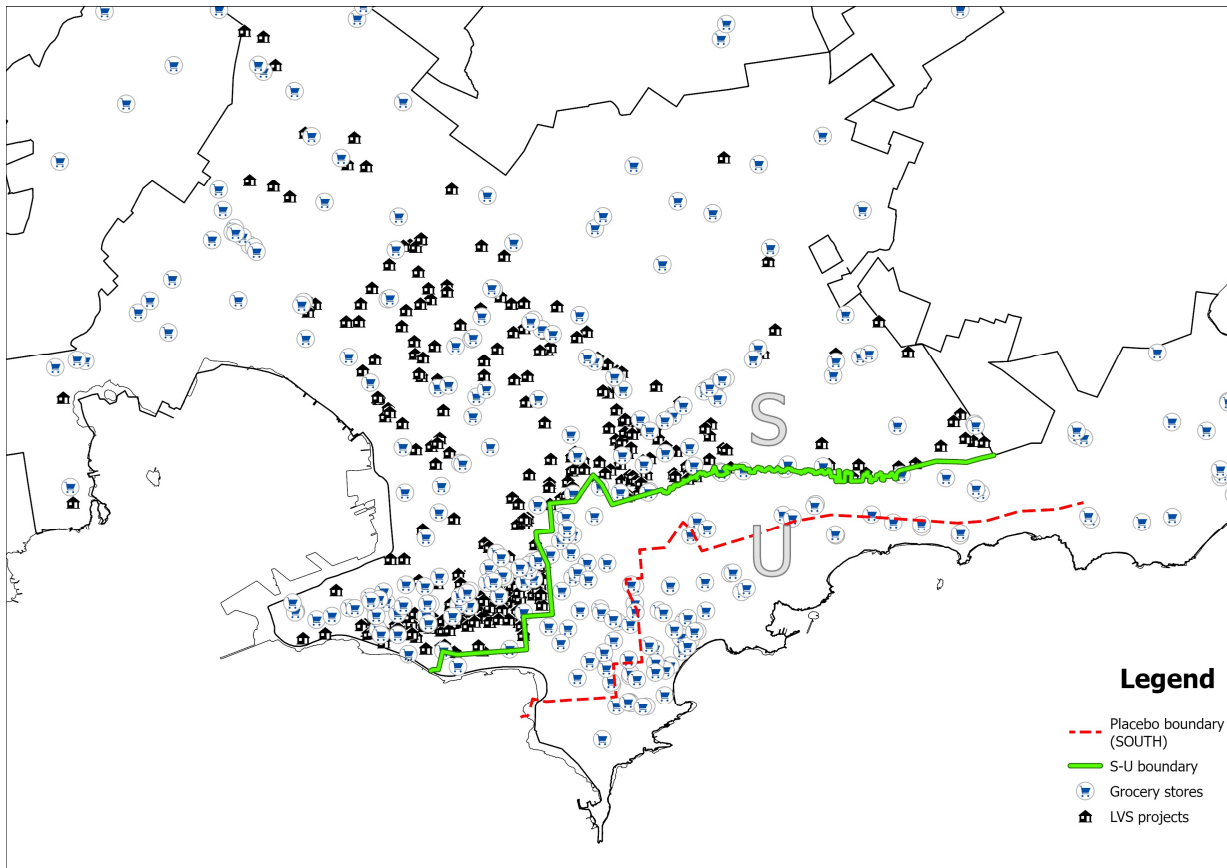 S
U
Legend
Placebo boundary
(SOUTH)
S-U boundary
Grocery stores
LVS projects